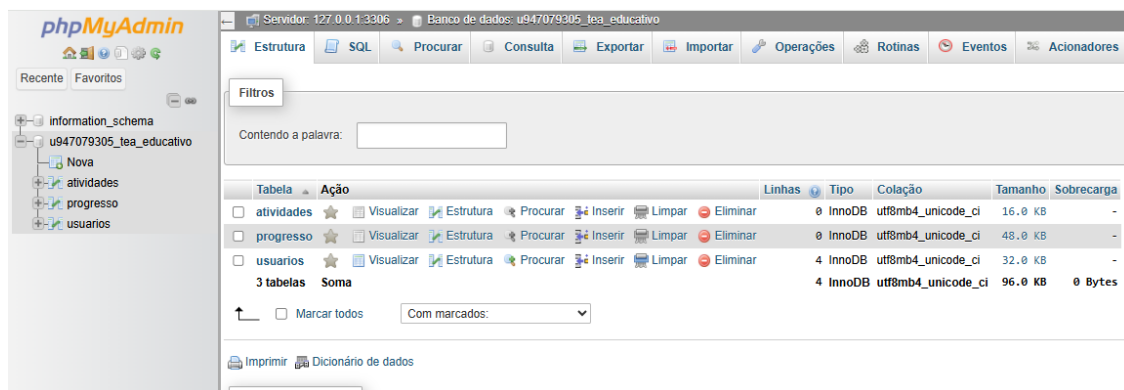 phpMyAdmin
Recente Favoritos
information_schema
u947079305_tea_educativo
Nova
atividades
progresso
usuarios
Servidor: 127.0.0.1:3306 » Banco de dados: u947079305_tea_educativo
Estrutura SQL Procurar Consulta Exportar Importar Operações Rotinas Eventos Acionadores
Filtros
Contendo a palavra:
Tabela Ação Linhas Tipo Colação Tamanho Sobrecarga
atividades Visualizar Estrutura Procurar Inserir Limpar Eliminar 0 InnoDB utf8mb4_unicode_ci 16.0 KB -
progresso Visualizar Estrutura Procurar Inserir Limpar Eliminar 0 InnoDB utf8mb4_unicode_ci 48.0 KB -
usuarios Visualizar Estrutura Procurar Inserir Limpar Eliminar 4 InnoDB utf8mb4_unicode_ci 32.0 KB -
3 tabelas Soma 4 InnoDB utf8mb4_unicode_ci 96.0 KB 0 Bytes
Marcar todos Com marcados:
Imprimir Dicionário de dados